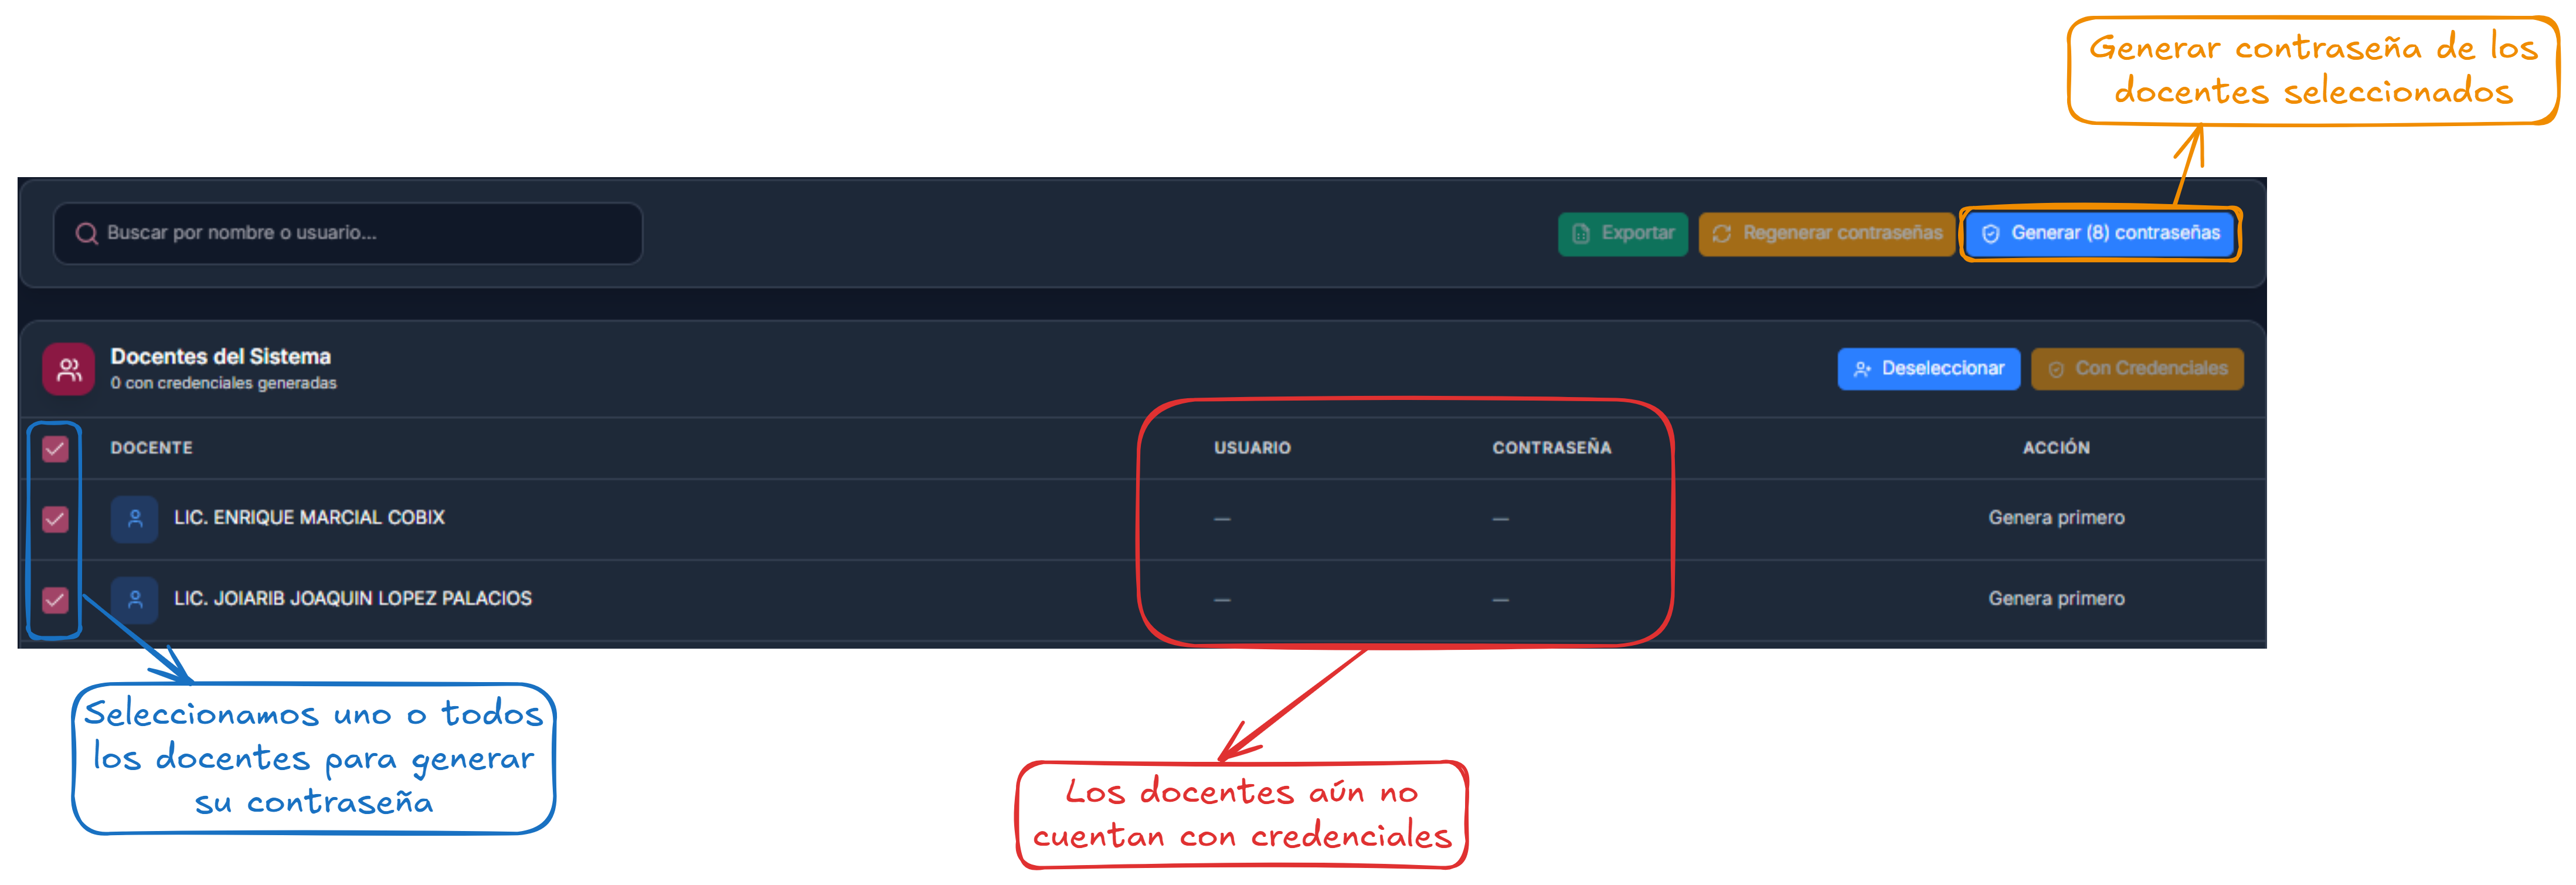 Generar contraseña de los
docentes seleccionados
Buscar por nombre o usuario...
Exportar
Regenerar contraseñas
Generar (8) contraseñas
Docentes del Sistema
0 con credenciales generadas
Deseleccionar
Con Credenciales
DOCENTE
USUARIO
CONTRASEÑA
ACCIÓN
LIC. ENRIQUE MARCIAL COBIX
—
—
Genera primero
LIC. JOIARIB JOAQUIN LOPEZ PALACIOS
—
—
Genera primero
Seleccionamos uno o todos
los docentes para generar
su contraseña
Los docentes aún no
cuentan con credenciales